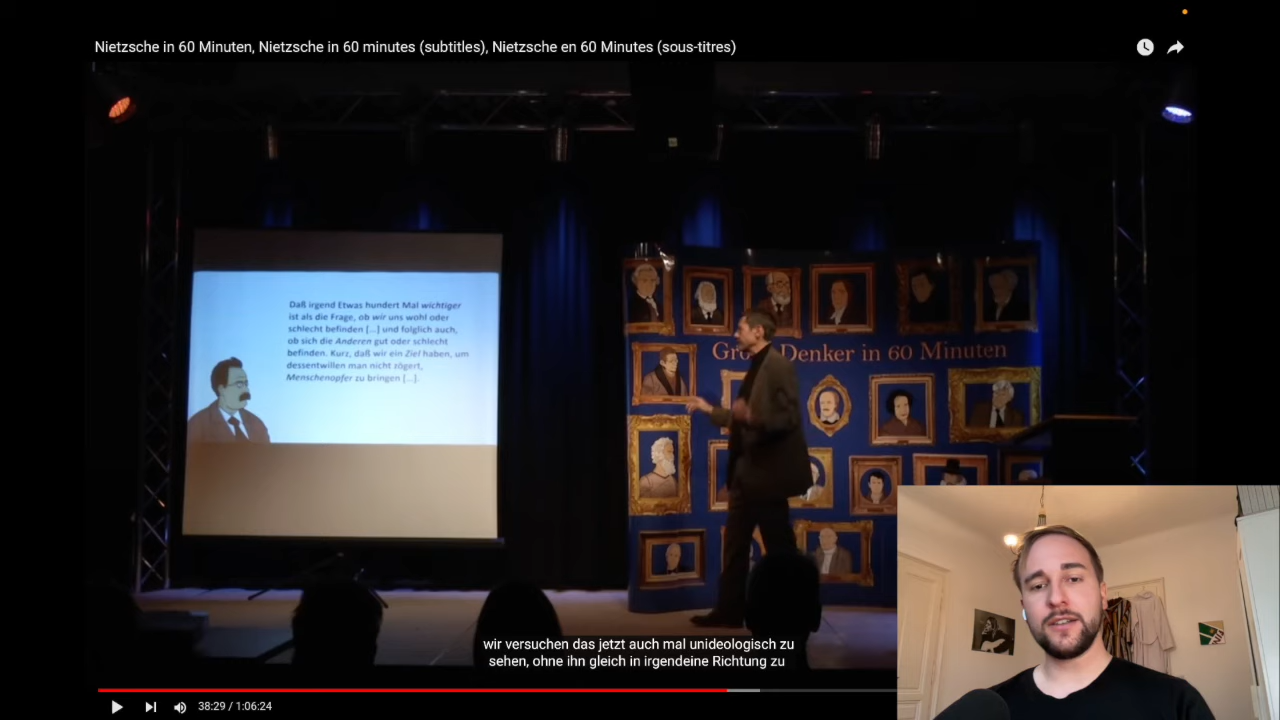 Nietzsche in 60 Minuten, Nietzsche in 60 minutes (subtitles), Nietzsche en 60 Minutes (sous-titres)
Daß irgend Etwas hundert Mal wichtiger
ist als die Frage, ob wir uns wohl oder
schlecht befinden [...] und folglich auch,
ob sich die Anderen gut oder schlecht
befinden. Kurz, daß wir ein Ziel haben, um
dessentwillen man nicht zögert,
Menschenopfer zu bringen [...].
Denker in 60 Minuten
wir versuchen das jetzt auch mal unideologisch zu
sehen, ohne ihn gleich in irgendeine Richtung zu
38:29 / 1:06:24